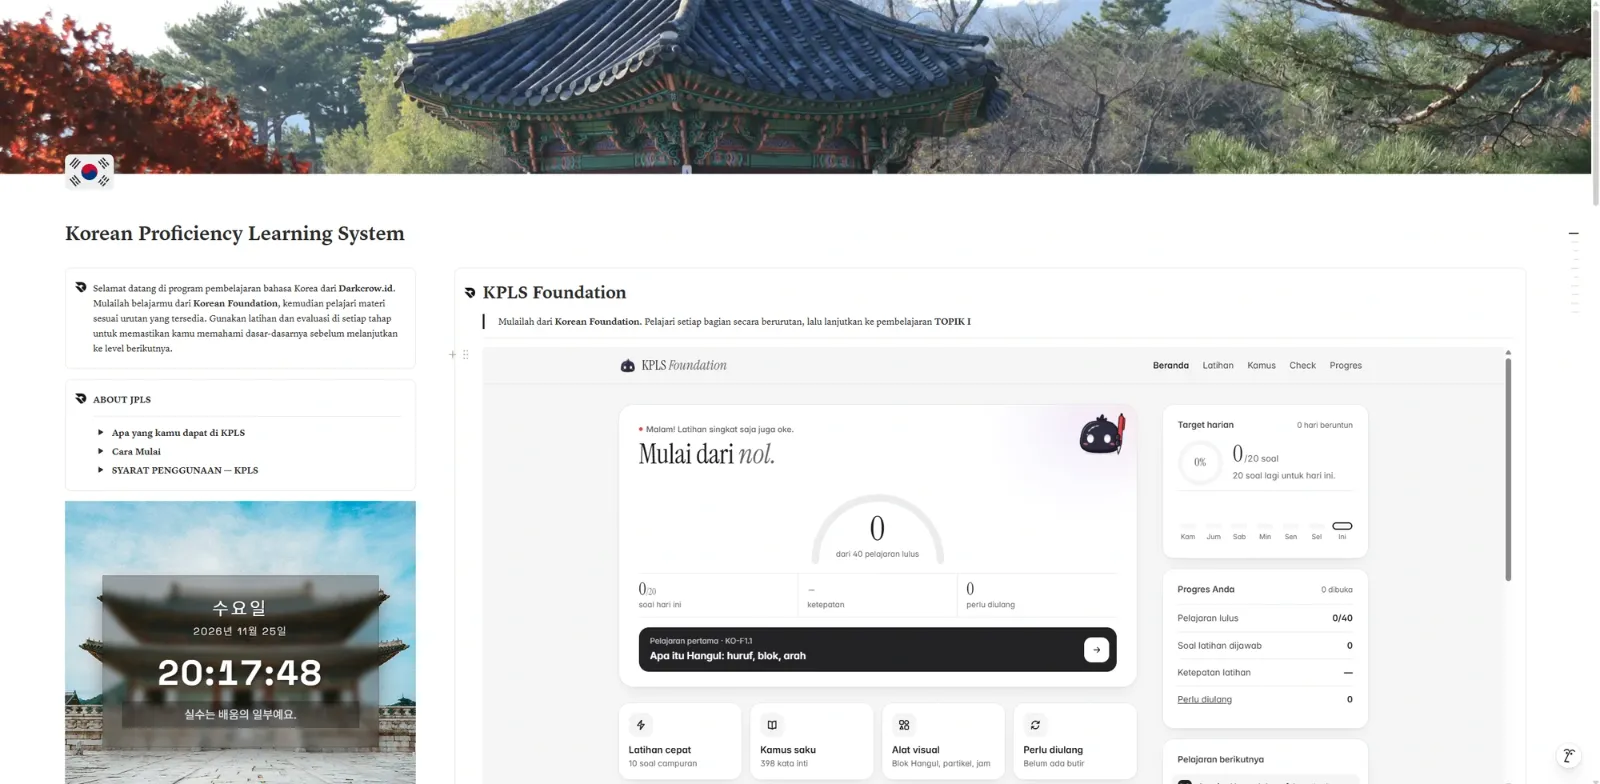 Korean Proficiency Learning System
Selamat datang di program pembelajaran bahasa Korea dari Darkerow.id.
Mulailah belajarmu dari Korean Foundation, kemudian pelajari materi
sesuai urutan yang tersedia. Gunakan latihan dan evaluasi di setiap tahap
untuk memastikan kamu memahami dasar-dasarnya sebelum melanjutkan
ke level berikutnya.
ABOUT JPLS
Apa yang kamu dapat di KPLS
Cara Mulai
SYARAT PENGGUNAAN — KPLS
수요일
2026년 11월 25일
20:17:48
실수는 배움의 일부예요.
KPLS Foundation
Mulailah dari Korean Foundation. Pelajari setiap bagian secara berurutan, lalu lanjutkan ke pembelajaran TOPIK I
KPLS Foundation
Beranda Latihan Kamus Check Progres
Malam! Latihan singkat saja juga oke.
Mulai dari nol.
0
dari 40 pelajaran lulus
0/20
soal hari ini
–
ketepatan
0
perlu diulang
Pelajaran pertama · KO-F1.1
Apa itu Hangul: huruf, blok, arah
Latihan cepat
10 soal campuran
Kamus saku
398 kata inti
Alat visual
Blok Hangul, partikel, jam
Perlu diulang
Belum ada butir
Target harian 0 hari beruntun
0%
0/20 soal
20 soal lagi untuk hari ini.
Kam Jum Sab Min Sen Sel Ini
Progres Anda 0 dibuka
Pelajaran lulus 0/40
Soal latihan dijawab 0
Ketepatan latihan —
Perlu diulang 0
Pelajaran berikutnya